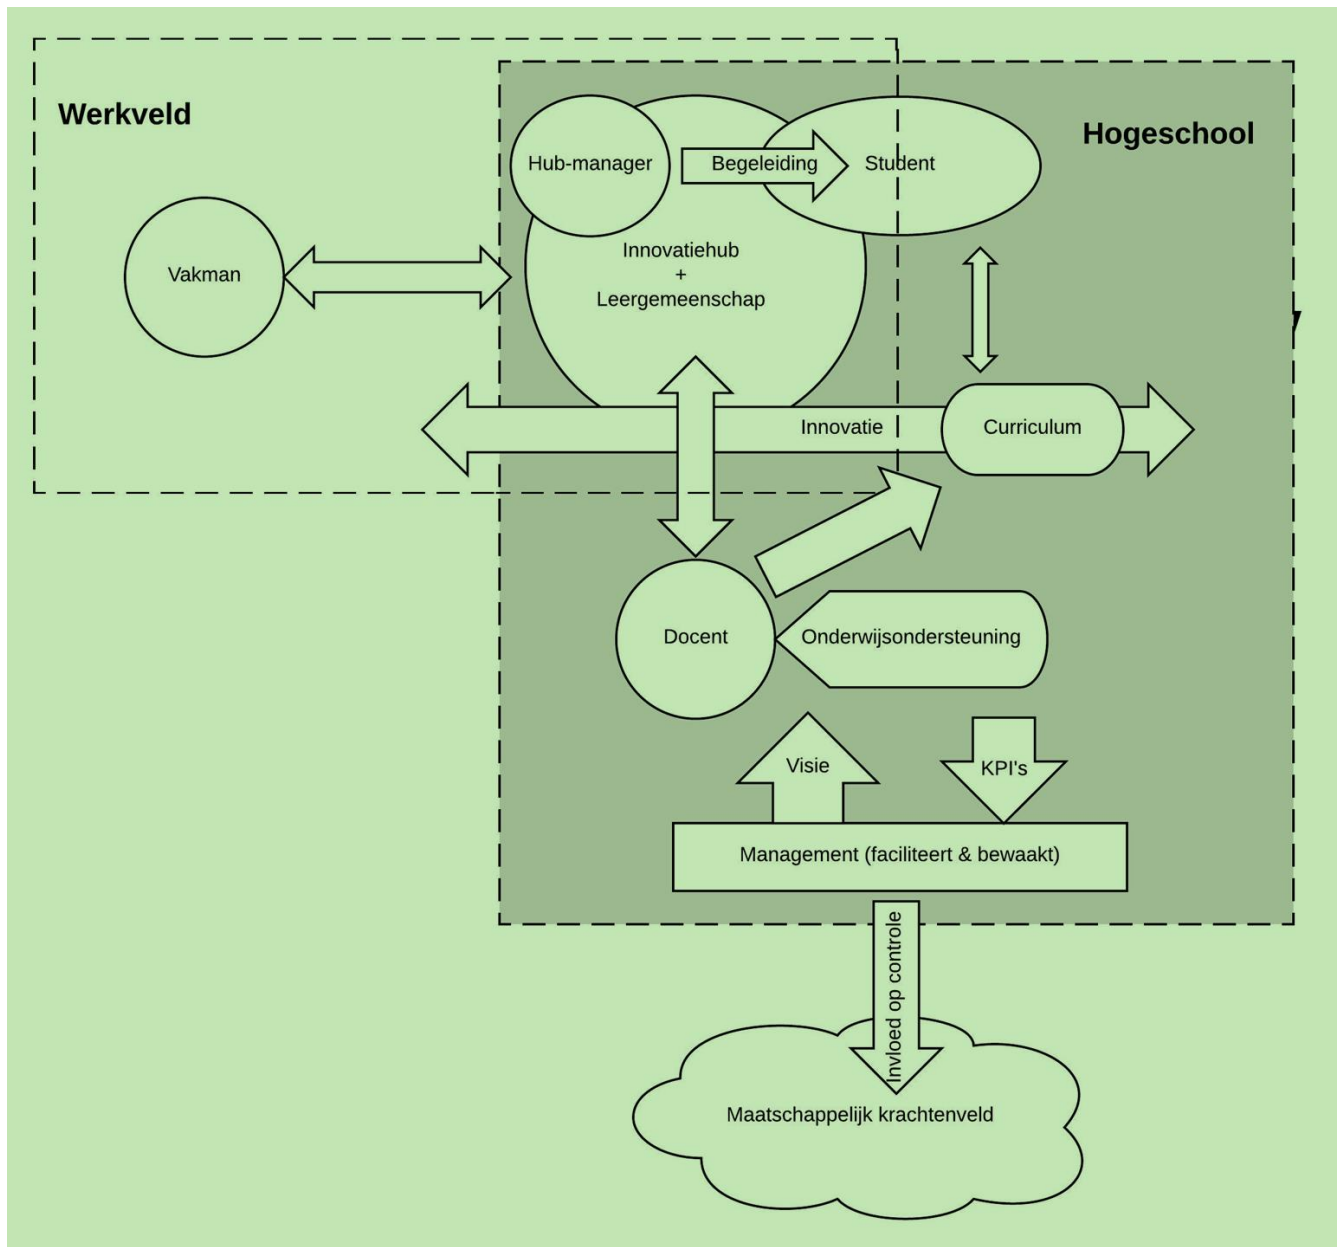 Werkveld
Hogeschool
Hub-manager
Begeleiding
Student
Innovatiehub
+
Leergemeenschap
Vakman
Innovatie
Curriculum
Docent
Onderwijsondersteuning
Visie
KPI's
Management (faciliteert & bewaakt)
Invloed op controle
Maatschappelijk krachtenveld